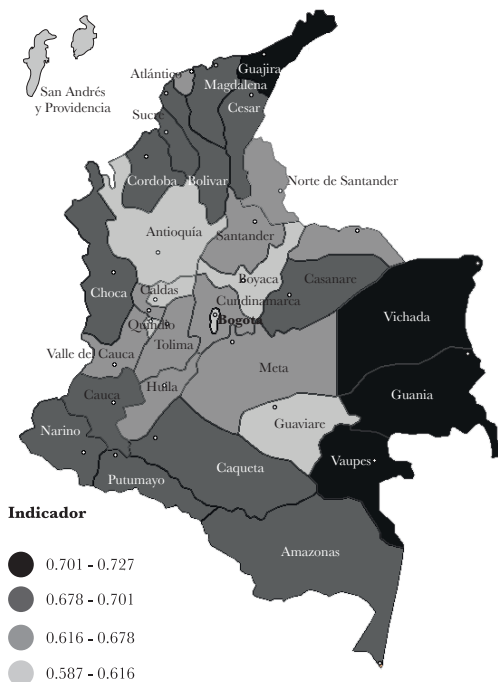 San Andrés
y Providencia
Atlántico
Guajira
Magdalena
Cesar
Sucre
Cordoba
Bolivar
Norte de Santander
Antioquía
Santander
Choca
Caldas
Boyaca
Casanare
Cundinamarca
Quindio
Bogota
Vichada
Tolima
Valle del Cauca
Meta
Huila
Guania
Cauca
Guaviare
Narino
Vaupes
Caqueta
Putumayo
Amazonas
Indicador
0.701 - 0.727
0.678 - 0.701
0.616 - 0.678
0.587 - 0.616